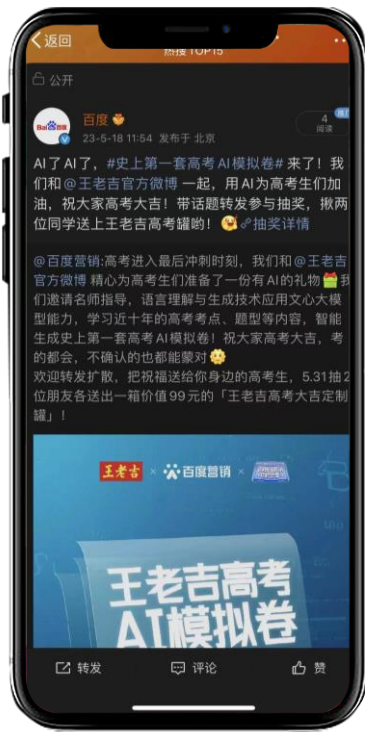 返回
热搜 TOP15
公开
Bai 百度
百度
23-5-18 11:54 发布于 北京
4
阅读
AI了AI了，#史上第一套高考AI模拟卷# 来了！我
们和@王老吉官方微博 一起，用AI为高考生们加
油，祝大家高考大吉！带话题转发参与抽奖，揪两
位同学送上王老吉高考罐哟！抽奖详情
@百度营销:高考进入最后冲刺时刻，我们和@王老吉
官方微博 精心为高考生们准备了一份有AI的礼物 我
们邀请名师指导，语言理解与生成技术应用文心大模
型能力，学习近十年的高考考点、题型等内容，智能
生成史上第一套高考AI模拟卷！祝大家高考大吉，考
的都会，不确认的也都能蒙对
欢迎转发扩散，把祝福送给你身边的高考生，5.31抽2
位朋友各送出一箱价值99元的「王老吉高考大吉定制
罐」！
王老吉 × 百度营销 ×
王老吉高考
AI模拟卷
转发
评论
赞